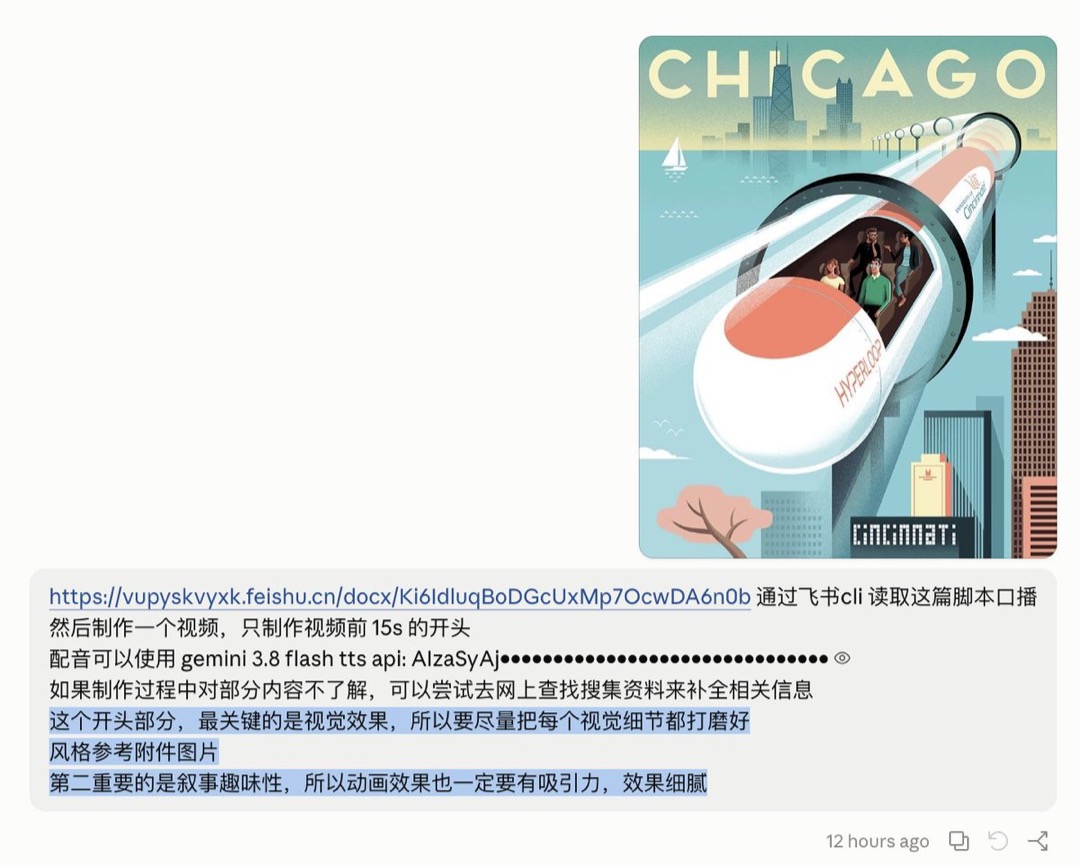 CHICAGO
Cincinnati
HYPERLOOP
CINCINNATI
https://vupyskvyxk.feishu.cn/docx/Ki6IdIuqBoDGcUxMp7OcwDA6n0b 通过飞书cli 读取这篇脚本口播
然后制作一个视频，只制作视频前 15s 的开头
配音可以使用 gemini 3.8 flash tts api: AIzaSyAj•••••••••••••••••••••••••••••••
如果制作过程中对部分内容不了解，可以尝试去网上查找搜集资料来补全相关信息
这个开头部分，最关键的是视觉效果，所以要尽量把每个视觉细节都打磨好
风格参考附件图片
第二重要的是叙事趣味性，所以动画效果也一定要有吸引力，效果细腻
12 hours ago